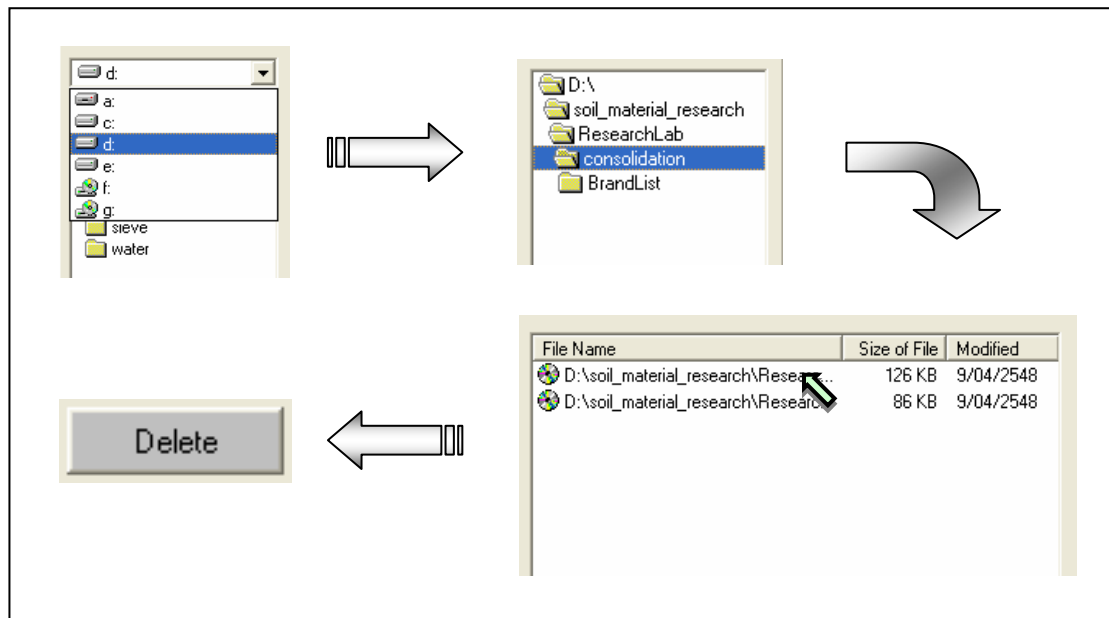 d:
a:
c:
d:
e:
f:
g:
sieve
water
D:\
soil_material_research
ResearchLab
consolidation
BrandList
File Name Size of File Modified
D:\soil_material_research\Researc... 126 KB 9/04/2548
D:\soil_material_research\Researc... 86 KB 9/04/2548
Delete